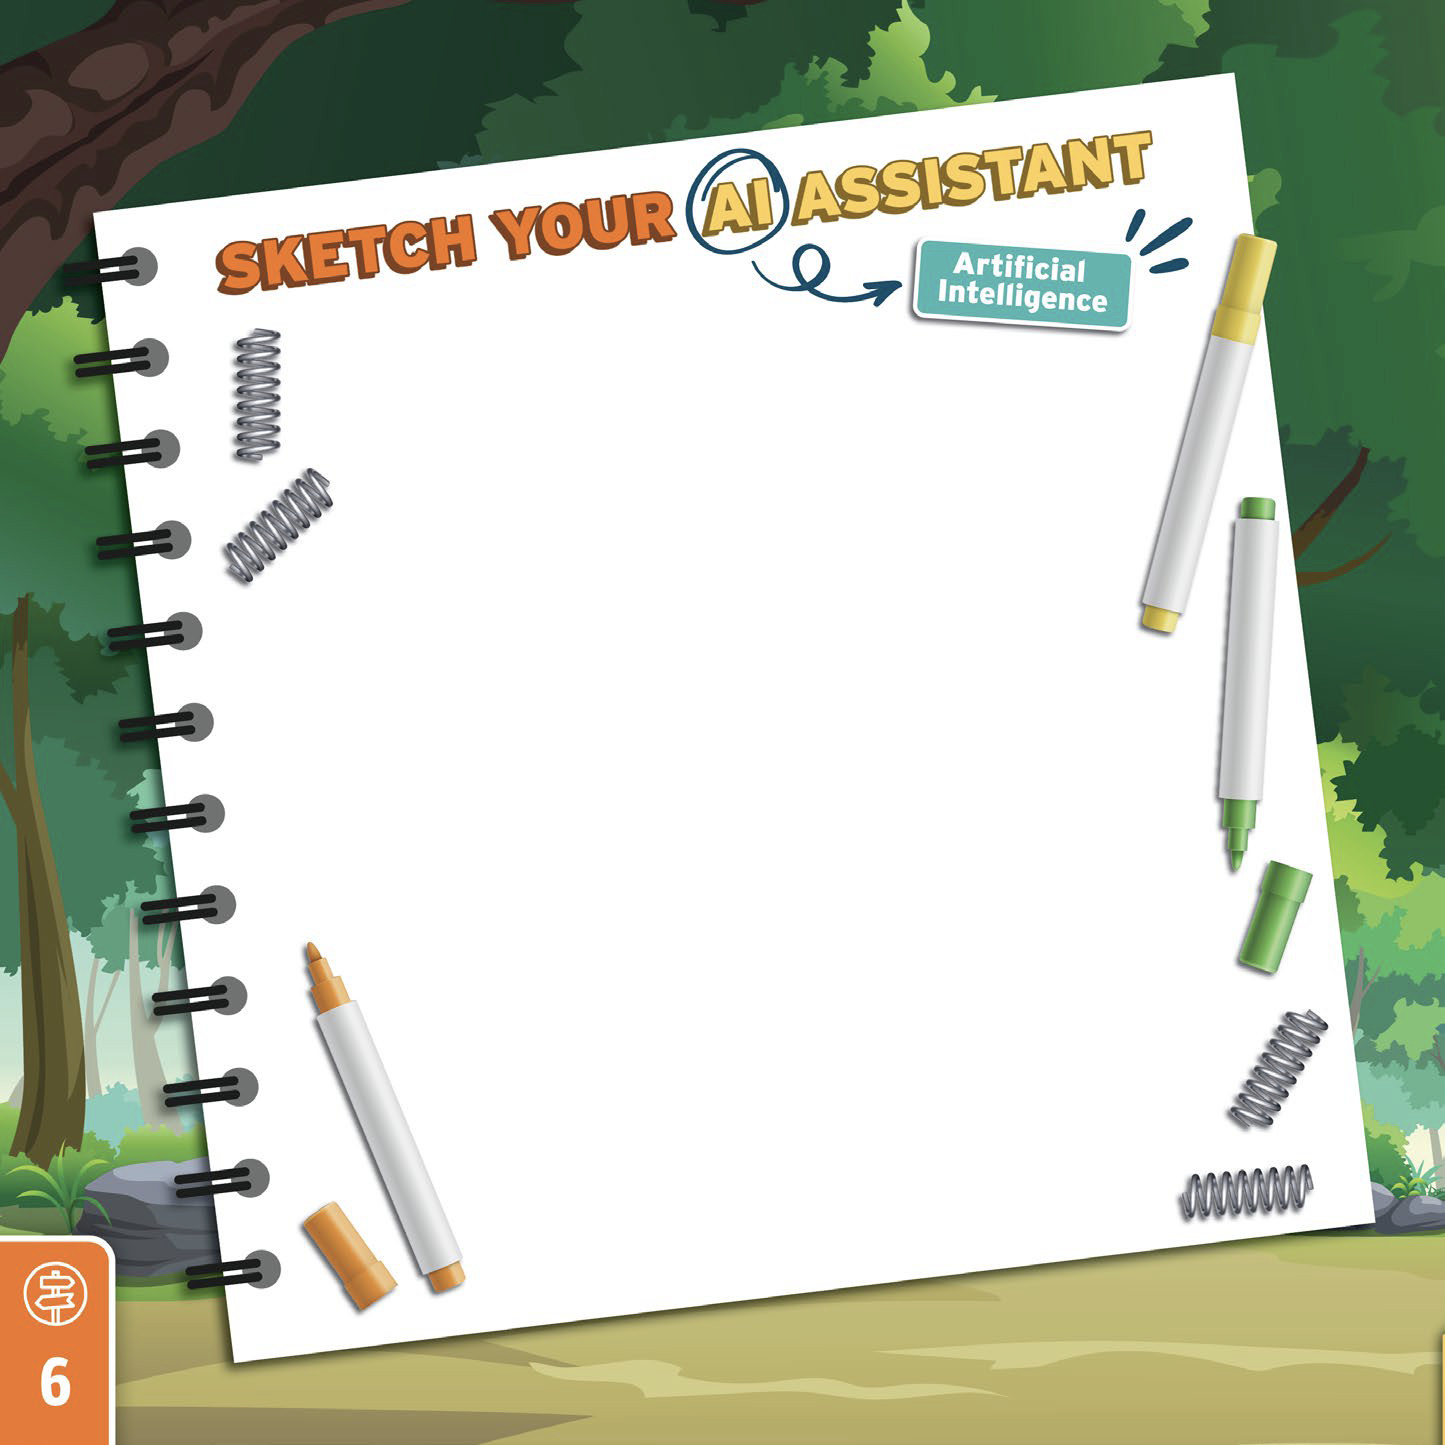 SKETCH YOUR AI ASSISTANT
Artificial
Intelligence
6